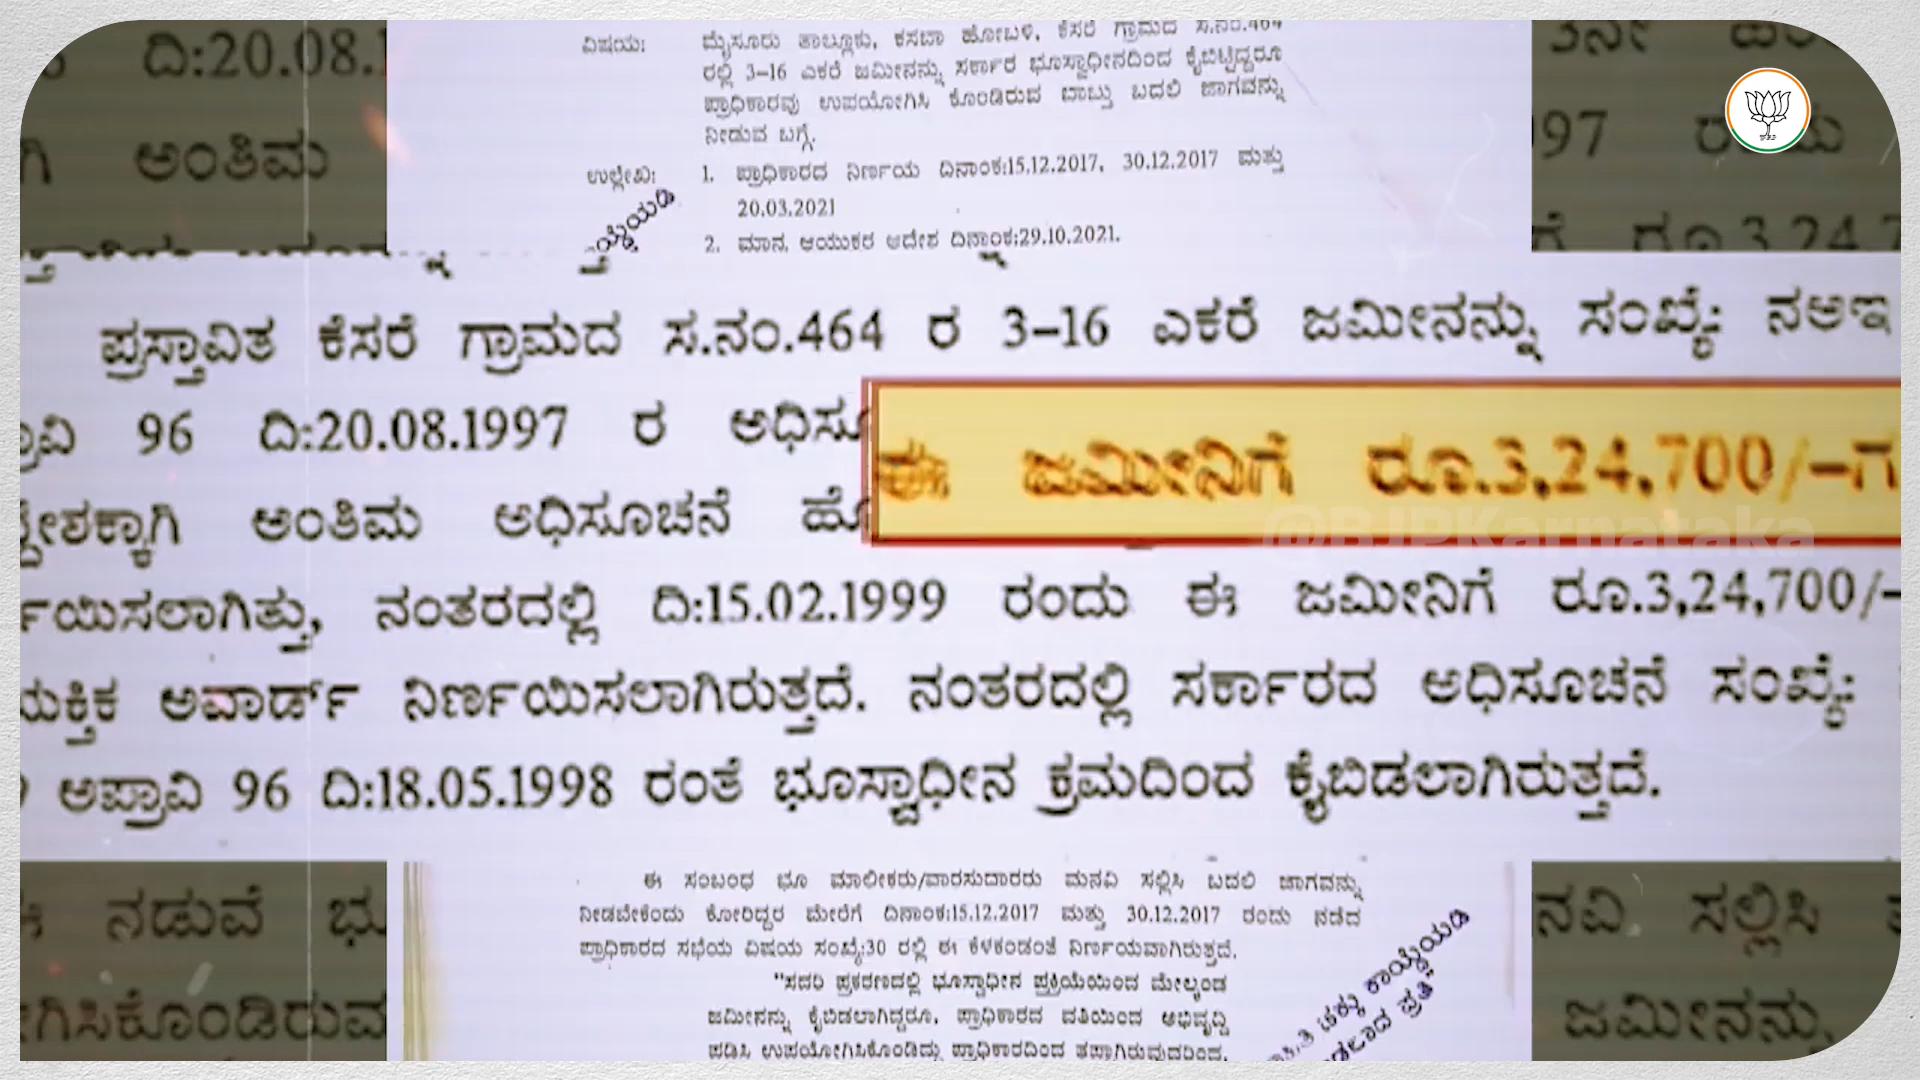 ವಿಷಯ: ಮೈಸೂರು ತಾಲ್ಲೂಕು, ಕಸಬಾ ಹೋಬಳಿ, ಕೆಸರೆ ಗ್ರಾಮದ ಸ.ನಂ.464
ರಲ್ಲಿ 3-16 ಎಕರೆ ಜಮೀನನ್ನು ಸರ್ಕಾರ ಭೂಸ್ವಾಧೀನದಿಂದ ಕೈಬಿಟ್ಟಿದ್ದರೂ
ಪ್ರಾಧಿಕಾರವು ಉಪಯೋಗಿಸಿ ಕೊಂಡಿರುವ ಬಾಬ್ತು ಬದಲಿ ಜಾಗವನ್ನು
ನೀಡುವ ಬಗ್ಗೆ.
ಉಲ್ಲೇಖ: 1. ಪ್ರಾಧಿಕಾರದ ನಿರ್ಣಯ ದಿನಾಂಕ:15.12.2017, 30.12.2017 ಮತ್ತು
20.03.2021
2. ಮಾನ. ಆಯುಕ್ತರ ಆದೇಶ ದಿನಾಂಕ:29.10.2021.
ದಿ:20.08.
ಅಂತಿಮ
ಪ್ರಸ್ತಾವಿತ ಕೆಸರೆ ಗ್ರಾಮದ ಸ.ನಂ.464 ರ 3-16 ಎಕರೆ ಜಮೀನನ್ನು ಸಂಖ್ಯೆ: ನಅಇ
96 ದಿ:20.08.1997 ರ ಅಧಿಸೂ
ಈ ಜಮೀನಿಗೆ ರೂ.3,24,700/-ಗ
@BJPKarnataka
ದ್ದೇಶಕ್ಕಾಗಿ ಅಂತಿಮ ಅಧಿಸೂಚನೆ ಹೊ
ರ್ಣಯಿಸಲಾಗಿತ್ತು, ನಂತರದಲ್ಲಿ ದಿ:15.02.1999 ರಂದು ಈ ಜಮೀನಿಗೆ ರೂ.3,24,700/-
ಯುಕ್ತಿಕ ಅವಾರ್ಡ್ ನಿರ್ಣಯಿಸಲಾಗಿರುತ್ತದೆ. ನಂತರದಲ್ಲಿ ಸರ್ಕಾರದ ಅಧಿಸೂಚನೆ ಸಂಖ್ಯೆ:
ಅಪ್ರಾವಿ 96 ದಿ:18.05.1998 ರಂತೆ ಭೂಸ್ವಾಧೀನ ಕ್ರಮದಿಂದ ಕೈಬಿಡಲಾಗಿರುತ್ತದೆ.
ಈ ಸಂಬಂಧ ಭೂ ಮಾಲೀಕರು/ವಾರಸುದಾರರು ಮನವಿ ಸಲ್ಲಿಸಿ ಬದಲಿ ಜಾಗವನ್ನು
ನೀಡಬೇಕೆಂದು ಕೋರಿದ್ದರ ಮೇರೆಗೆ ದಿನಾಂಕ:15.12.2017 ಮತ್ತು 30.12.2017 ರಂದು ನಡೆದ
ಪ್ರಾಧಿಕಾರದ ಸಭೆಯ ವಿಷಯ ಸಂಖ್ಯೆ:30 ರಲ್ಲಿ ಈ ಕೆಳಕಂಡಂತೆ ನಿರ್ಣಯವಾಗಿರುತ್ತದೆ.
"ಸದರಿ ಪ್ರಕರಣದಲ್ಲಿ ಭೂಸ್ವಾಧೀನ ಪ್ರಕ್ರಿಯೆಯಿಂದ ಮೇಲ್ಕಂಡ
ಜಮೀನನ್ನು ಕೈಬಿಡಲಾಗಿದ್ದರೂ, ಪ್ರಾಧಿಕಾರದ ವತಿಯಿಂದ ಅಭಿವೃದ್ಧಿ
ಪಡಿಸಿ ಉಪಯೋಗಿಸಿಕೊಂಡಿದ್ದು ಪ್ರಾಧಿಕಾರದಿಂದ ತಪ್ಪಾಗಿರುವುದರಿಂದ,
ನಡುವೆ ಭೂ
ಗಿಸಿಕೊಂಡಿರುವ
ಸಲ್ಲಿಸಿ
ಜಮೀನನ್ನು